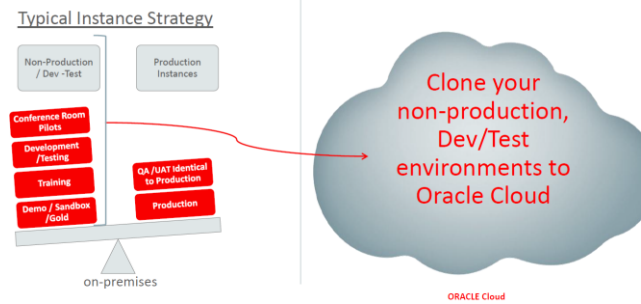 Typical Instance Strategy
Non-Production
/ Dev -Test
Production
Instances
Conference Room
Pilots
Development
/Testing
Training
Demo / Sandbox
/Gold
QA /UAT Identical
to Production
Production
on-premises
Clone your
non-production,
Dev/Test
environments to
Oracle Cloud
ORACLE Cloud